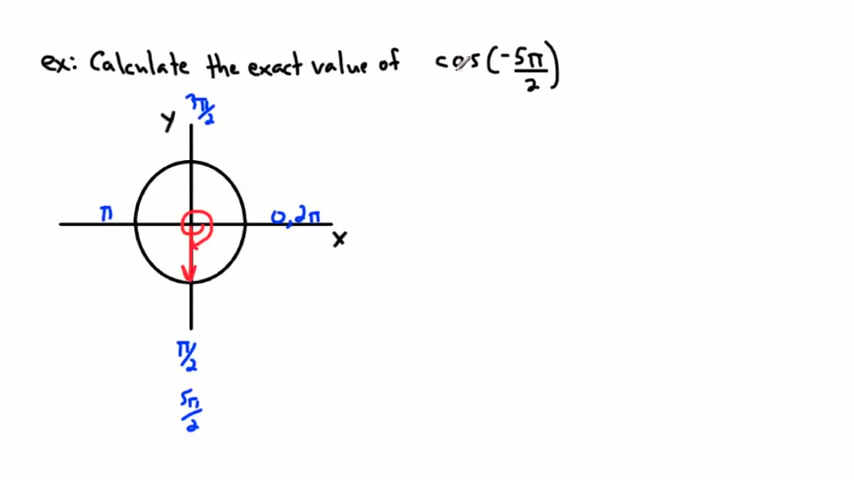 ex: Calculate the exact value of cos(-5π/2)
3π/2
y
π
0,2π
x
π/2
5π/2